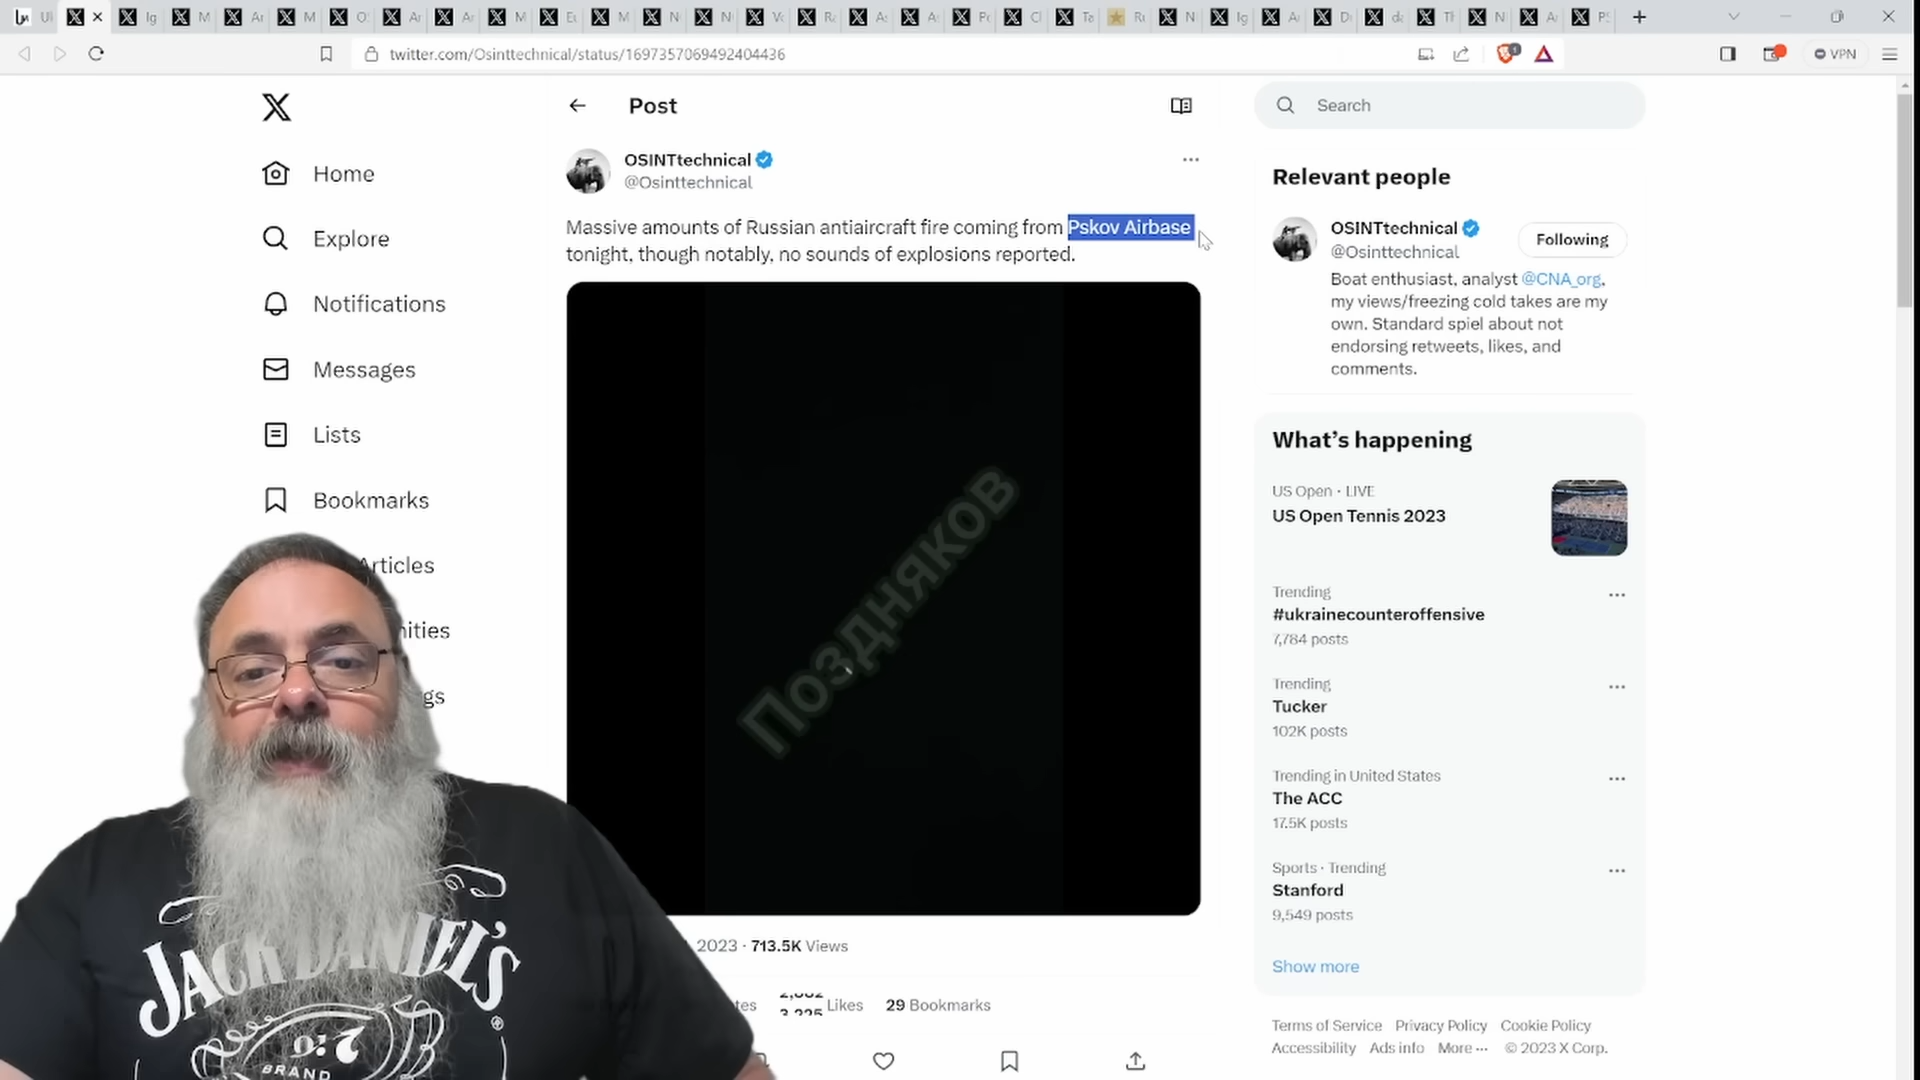 twitter.com/Osinttechnical/status/1697357069492404436
VPN
Home
Explore
Notifications
Messages
Lists
Bookmarks
Articles
nities
gs
Post
OSINTtechnical
@Osinttechnical
Massive amounts of Russian antiaircraft fire coming from Pskov Airbase
tonight, though notably, no sounds of explosions reported.
Поздняков
2023 · 713.5K Views
tes
Likes
29 Bookmarks
Search
Relevant people
OSINTtechnical
@Osinttechnical
Following
Boat enthusiast, analyst @CNA_org,
my views/freezing cold takes are my
own. Standard spiel about not
endorsing retweets, likes, and
comments.
What's happening
US Open · LIVE
US Open Tennis 2023
Trending
#ukrainecounteroffensive
7,784 posts
Trending
Tucker
102K posts
Trending in United States
The ACC
17.5K posts
Sports · Trending
Stanford
9,549 posts
Show more
Terms of Service Privacy Policy Cookie Policy
Accessibility Ads info More ··· © 2023 X Corp.
JACK DANIEL'S
BRAND